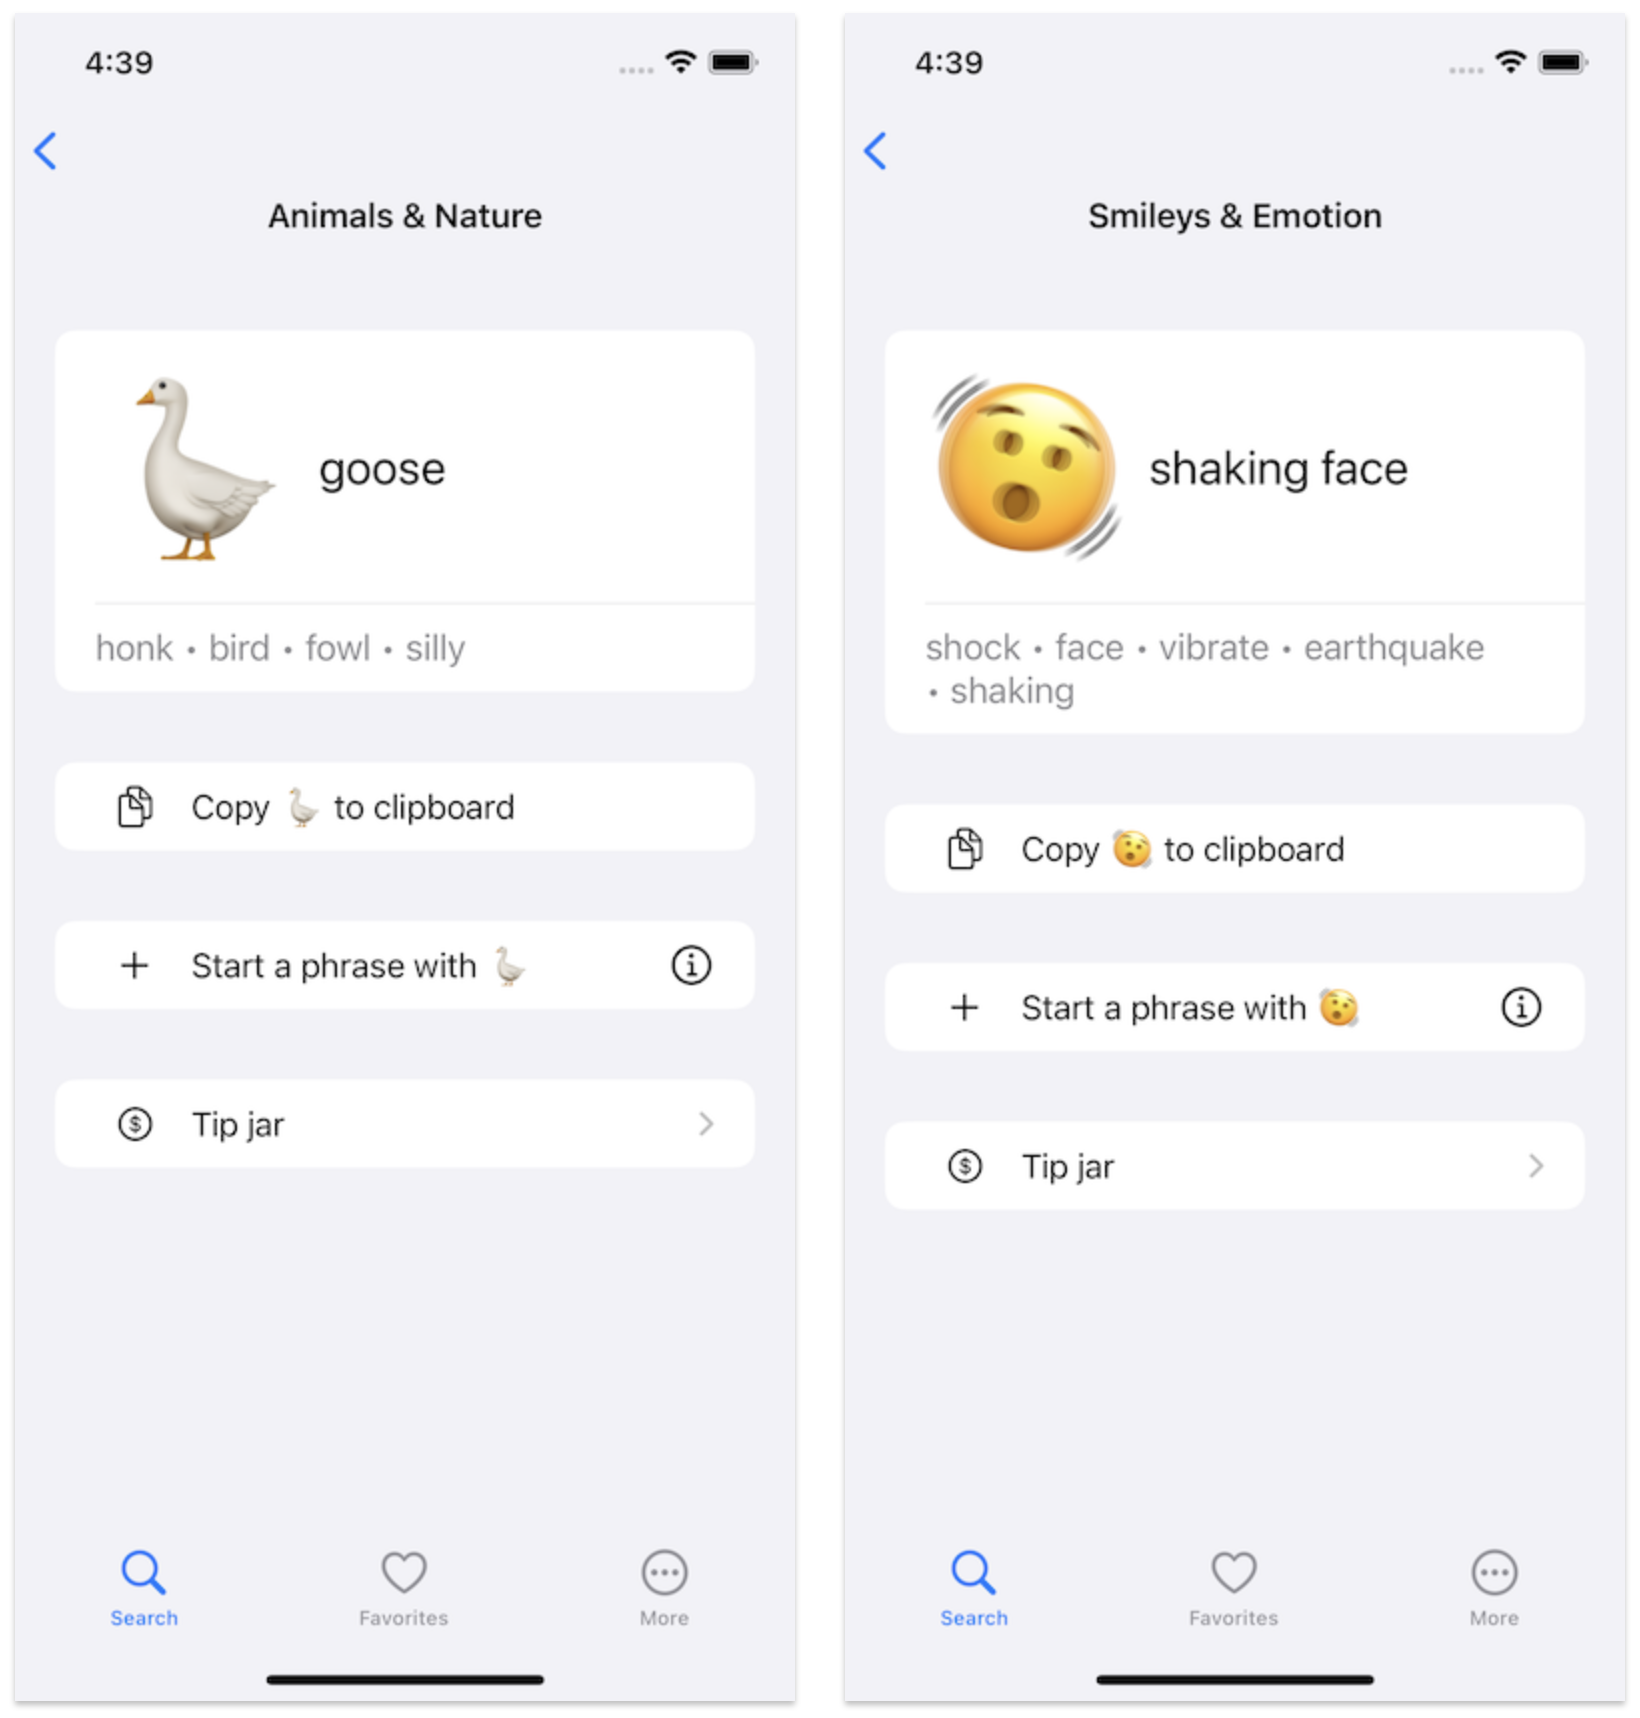 4:39
Animals & Nature
goose
honk • bird • fowl • silly
Copy 🪿 to clipboard
Start a phrase with 🪿
Tip jar
Search
Favorites
More
4:39
Smileys & Emotion
shaking face
shock • face • vibrate • earthquake
• shaking
Copy 🫨 to clipboard
Start a phrase with 🫨
Tip jar
Search
Favorites
More